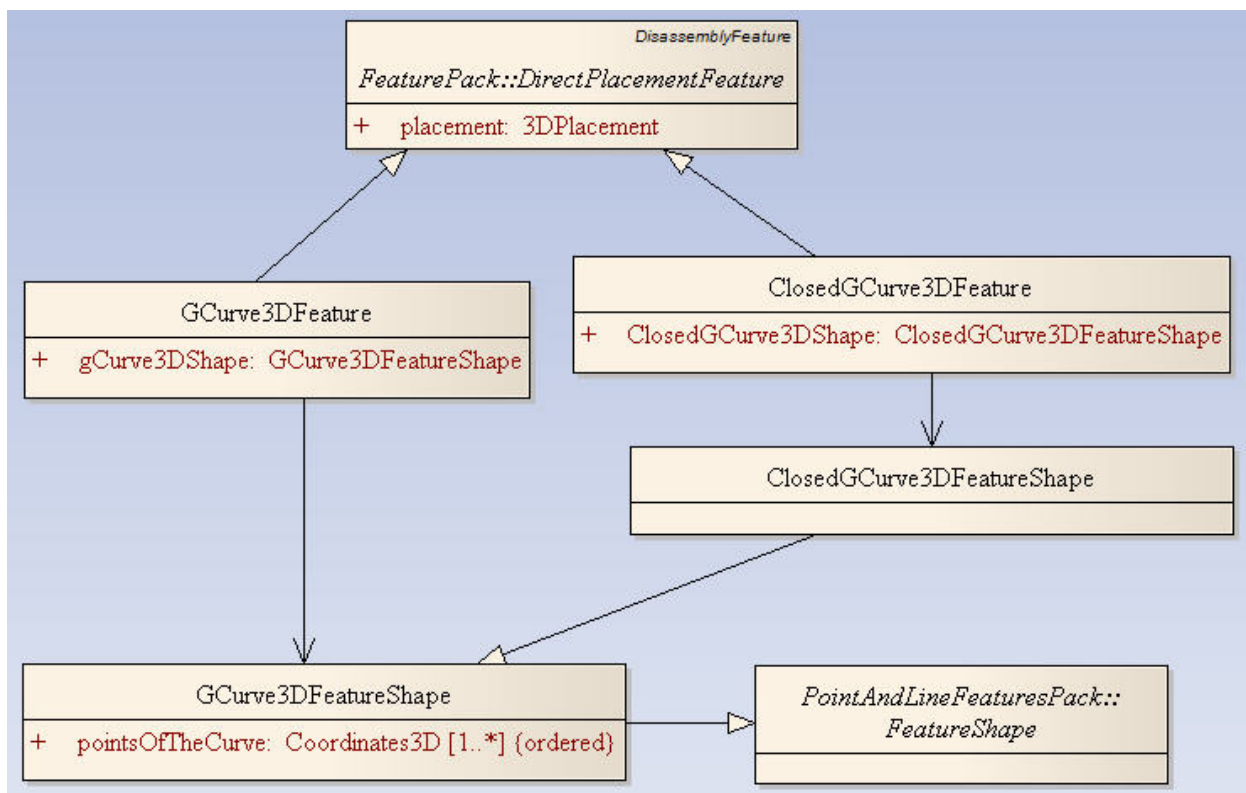 DisassemblyFeature
FeaturePack::DirectPlacementFeature
+ placement: 3DPlacement
GCurve3DFeature
+ gCurve3DShape: GCurve3DFeatureShape
ClosedGCurve3DFeature
+ ClosedGCurve3DShape: ClosedGCurve3DFeatureShape
ClosedGCurve3DFeatureShape
GCurve3DFeatureShape
+ pointsOfTheCurve: Coordinates3D [1..*] {ordered}
PointAndLineFeaturesPack::
FeatureShape